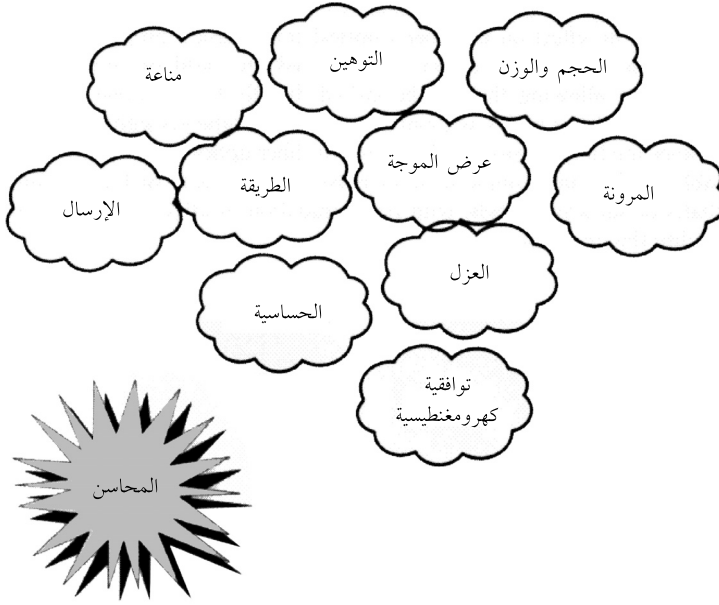 الحجم والوزن
التوهين
مناعة
المرونة
عرض الموجة
الطريقة
الإرسال
العزل
الحساسية
توافقية
كهرومغنطيسية
المحاسن